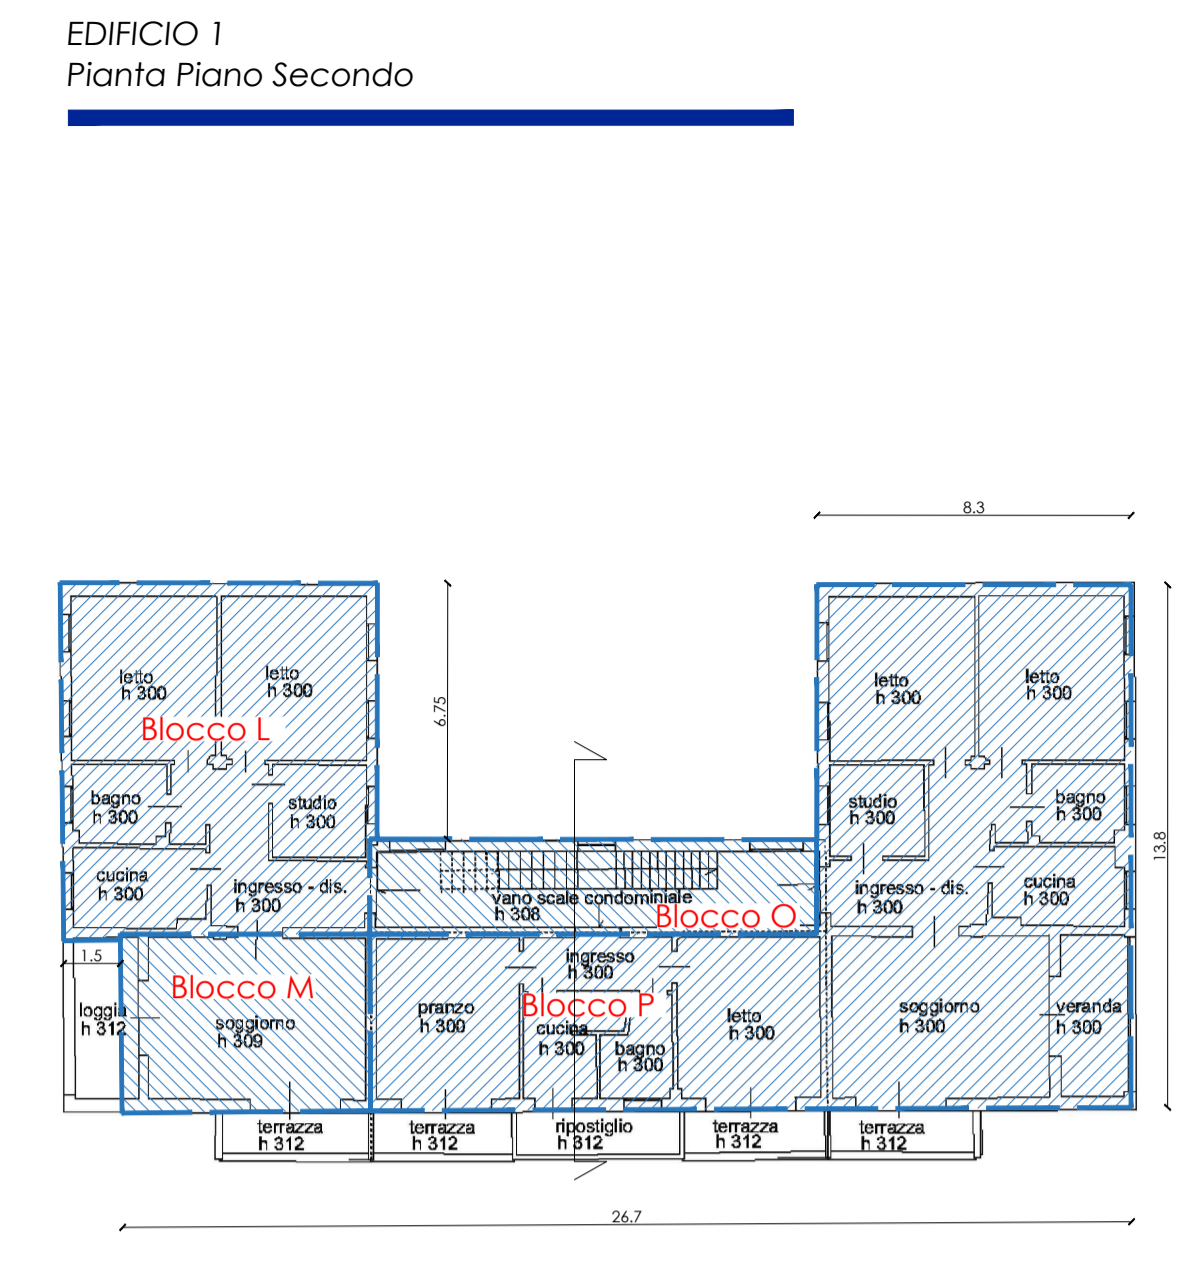 EDIFICIO 1
Pianta Piano Secondo
8.3
letto
h 300
letto
h 300
letto
h 300
letto
h 300
6.75
Blocco L
bagno
h 300
studio
h 300
studio
h 300
bagno
h 300
13.8
cucina
h 300
ingresso - dis.
h 300
vano scale condominiale
h 308
Blocco O
ingresso - dis.
h 300
cucina
h 300
1.5
Blocco M
loggia
h 312
soggiorno
h 309
pranzo
h 300
ingresso
h 300
Blocco P
cucina
h 300
bagno
h 300
letto
h 300
soggiorno
h 300
veranda
h 300
terrazza
h 312
terrazza
h 312
ripostiglio
h 312
terrazza
h 312
terrazza
h 312
26.7